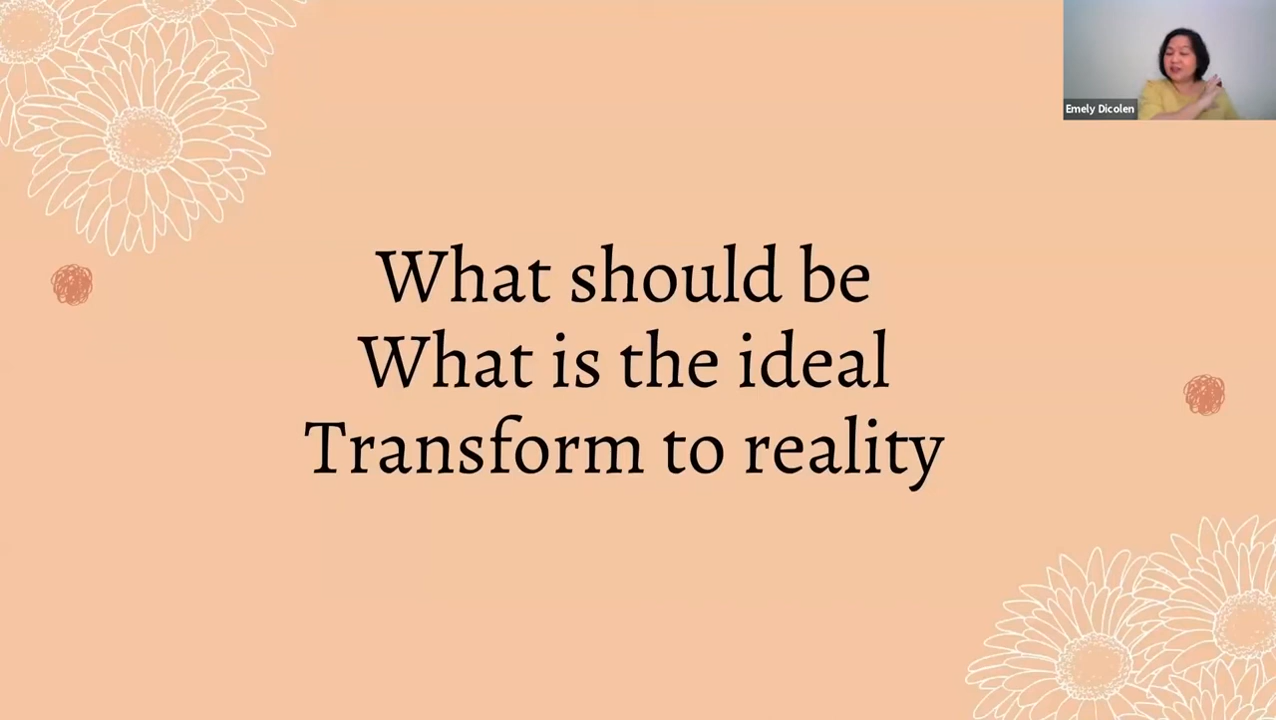 Emely Dicolen
What should be
What is the ideal
Transform to reality